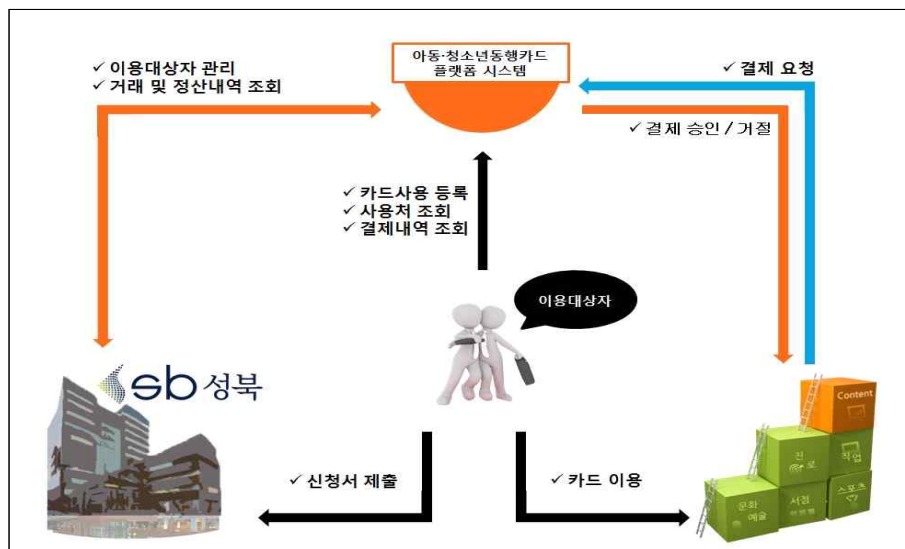 아동·청소년동행카드
플랫폼 시스템
✓ 이용대상자 관리
✓ 거래 및 정산내역 조회
✓ 결제 요청
✓ 결제 승인 / 거절
✓ 카드사용 등록
✓ 사용처 조회
✓ 결제내역 조회
이용대상자
sb 성북
Content
진로
직업
문화
예술
서점
스포츠
✓ 신청서 제출
✓ 카드 이용